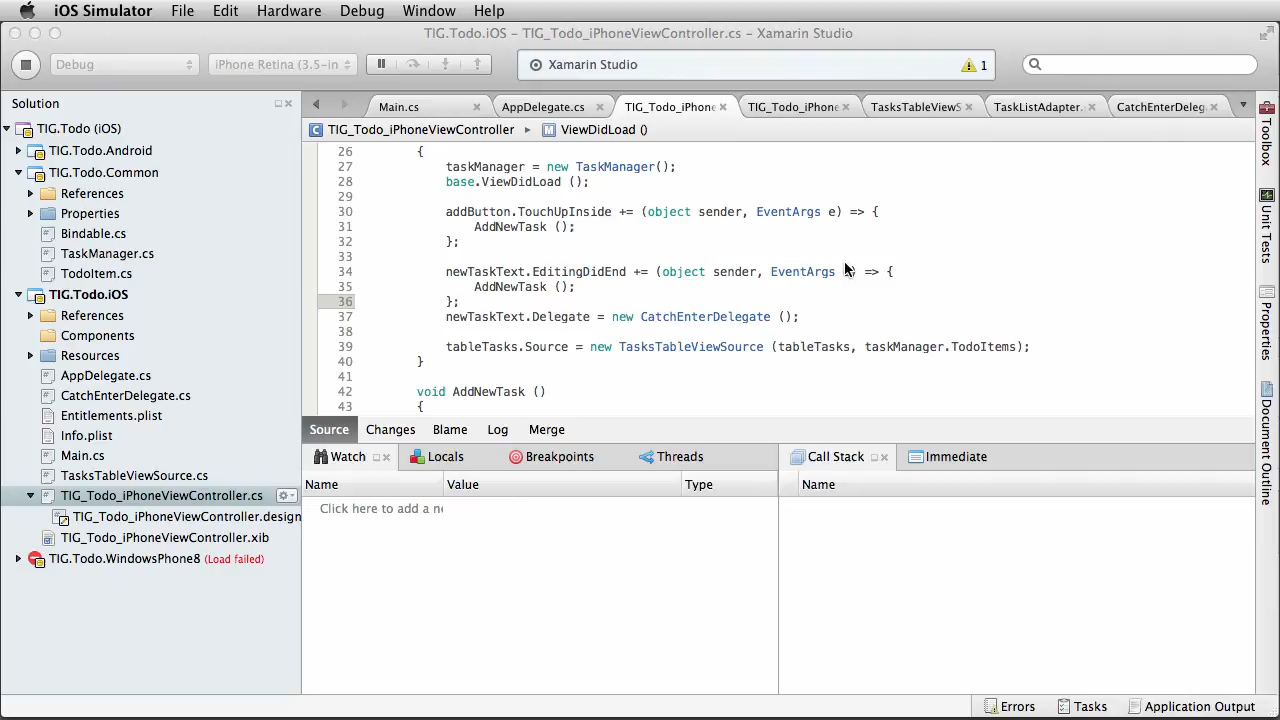 iOS Simulator File Edit Hardware Debug Window Help
TIG.Todo.iOS – TIG_Todo_iPhoneViewController.cs – Xamarin Studio
Debug iPhone Retina (3.5-in Xamarin Studio 1
Solution
TIG.Todo (iOS)
TIG.Todo.Android
TIG.Todo.Common
References
Properties
Bindable.cs
TaskManager.cs
TodoItem.cs
TIG.Todo.iOS
References
Components
Resources
AppDelegate.cs
CatchEnterDelegate.cs
Entitlements.plist
Info.plist
Main.cs
TasksTableViewSource.cs
TIG_Todo_iPhoneViewController.cs
TIG_Todo_iPhoneViewController.design
TIG_Todo_iPhoneViewController.xib
TIG.Todo.WindowsPhone8 (Load failed)
Main.cs AppDelegate.cs TIG_Todo_iPhone TIG_Todo_iPhone TasksTableViewS TaskListAdapter. CatchEnterDeleg
TIG_Todo_iPhoneViewController ViewDidLoad ()
26 {
27 taskManager = new TaskManager();
28 base.ViewDidLoad ();
29
30 addButton.TouchUpInside += (object sender, EventArgs e) => {
31 AddNewTask ();
32 };
33
34 newTaskText.EditingDidEnd += (object sender, EventArgs => {
35 AddNewTask ();
36 };
37 newTaskText.Delegate = new CatchEnterDelegate ();
38
39 tableTasks.Source = new TasksTableViewSource (tableTasks, taskManager.TodoItems);
40 }
41
42 void AddNewTask ()
43 {
Source Changes Blame Log Merge
Watch Locals Breakpoints Threads
Name Value Type
Click here to add a ne
Call Stack Immediate
Name
Toolbox
Unit Tests
Properties
Document Outline
Errors Tasks Application Output